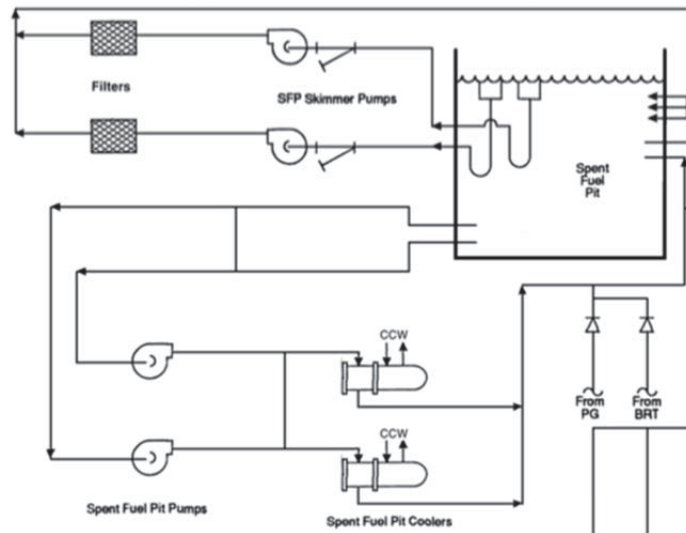 Filters
SFP Skimmer Pumps
Spent
Fuel
Pit
CCW
From
PG
From
BRT
CCW
Spent Fuel Pit Pumps
Spent Fuel Pit Coolers